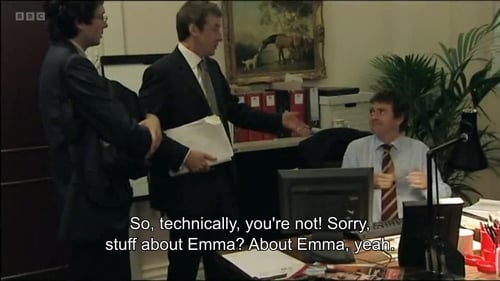 BBC
So, technically, you're not! Sorry,
stuff about Emma? About Emma, yeah.